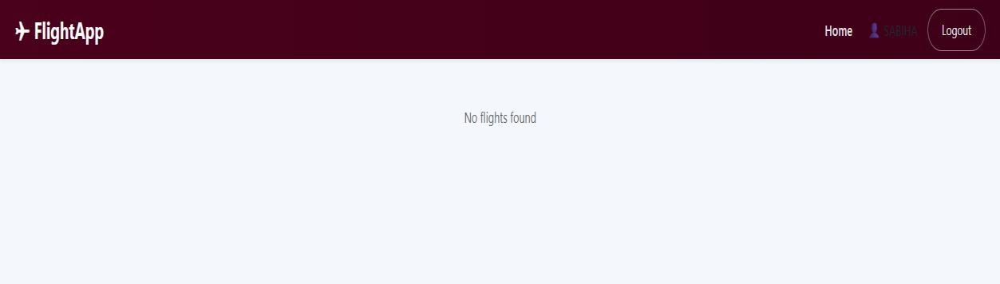 ✈ FlightApp
Home 👤 SABIHA Logout
No flights found